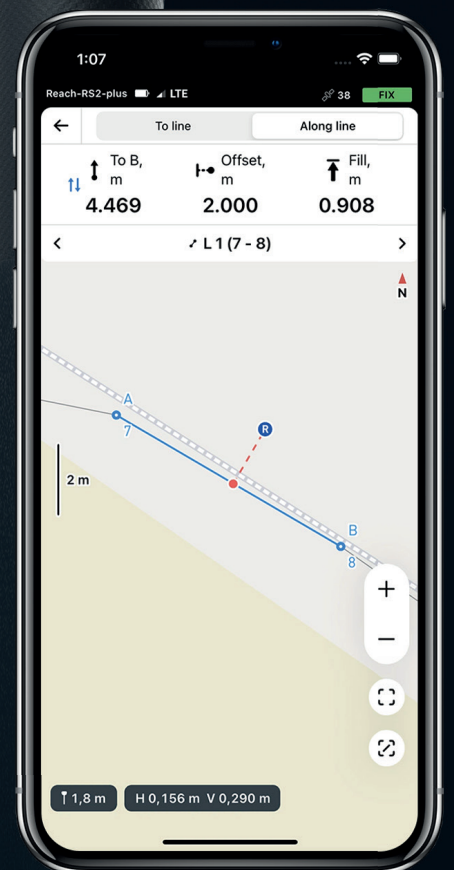 1:07
Reach-RS2-plus LTE 38 FIX
To line Along line
To B, m Offset, m Fill, m
4.469 2.000 0.908
L 1 (7 - 8)
N
A
R
7
2 m
B
8
1,8 m H 0,156 m V 0,290 m